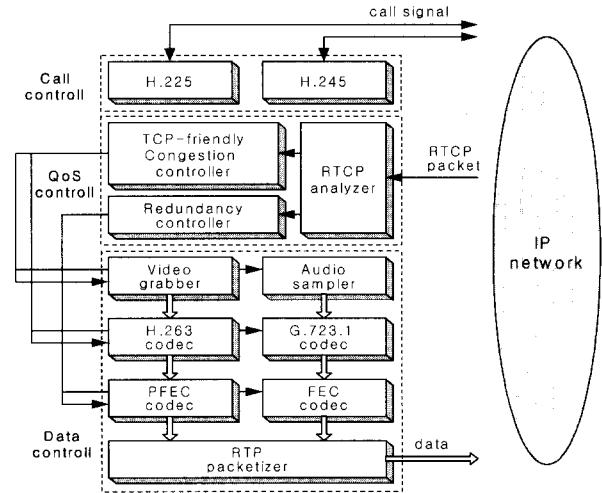 call signal
Call
controll
H.225
H.245
QoS
controll
TCP-friendly
Congestion
controller
RTCP
analyzer
RTCP
packet
Redundancy
controller
IP
network
Video
grabber
Audio
sampler
H.263
codec
G.723.1
codec
PFEC
codec
FEC
codec
Data
controll
RTP
packetizer
data